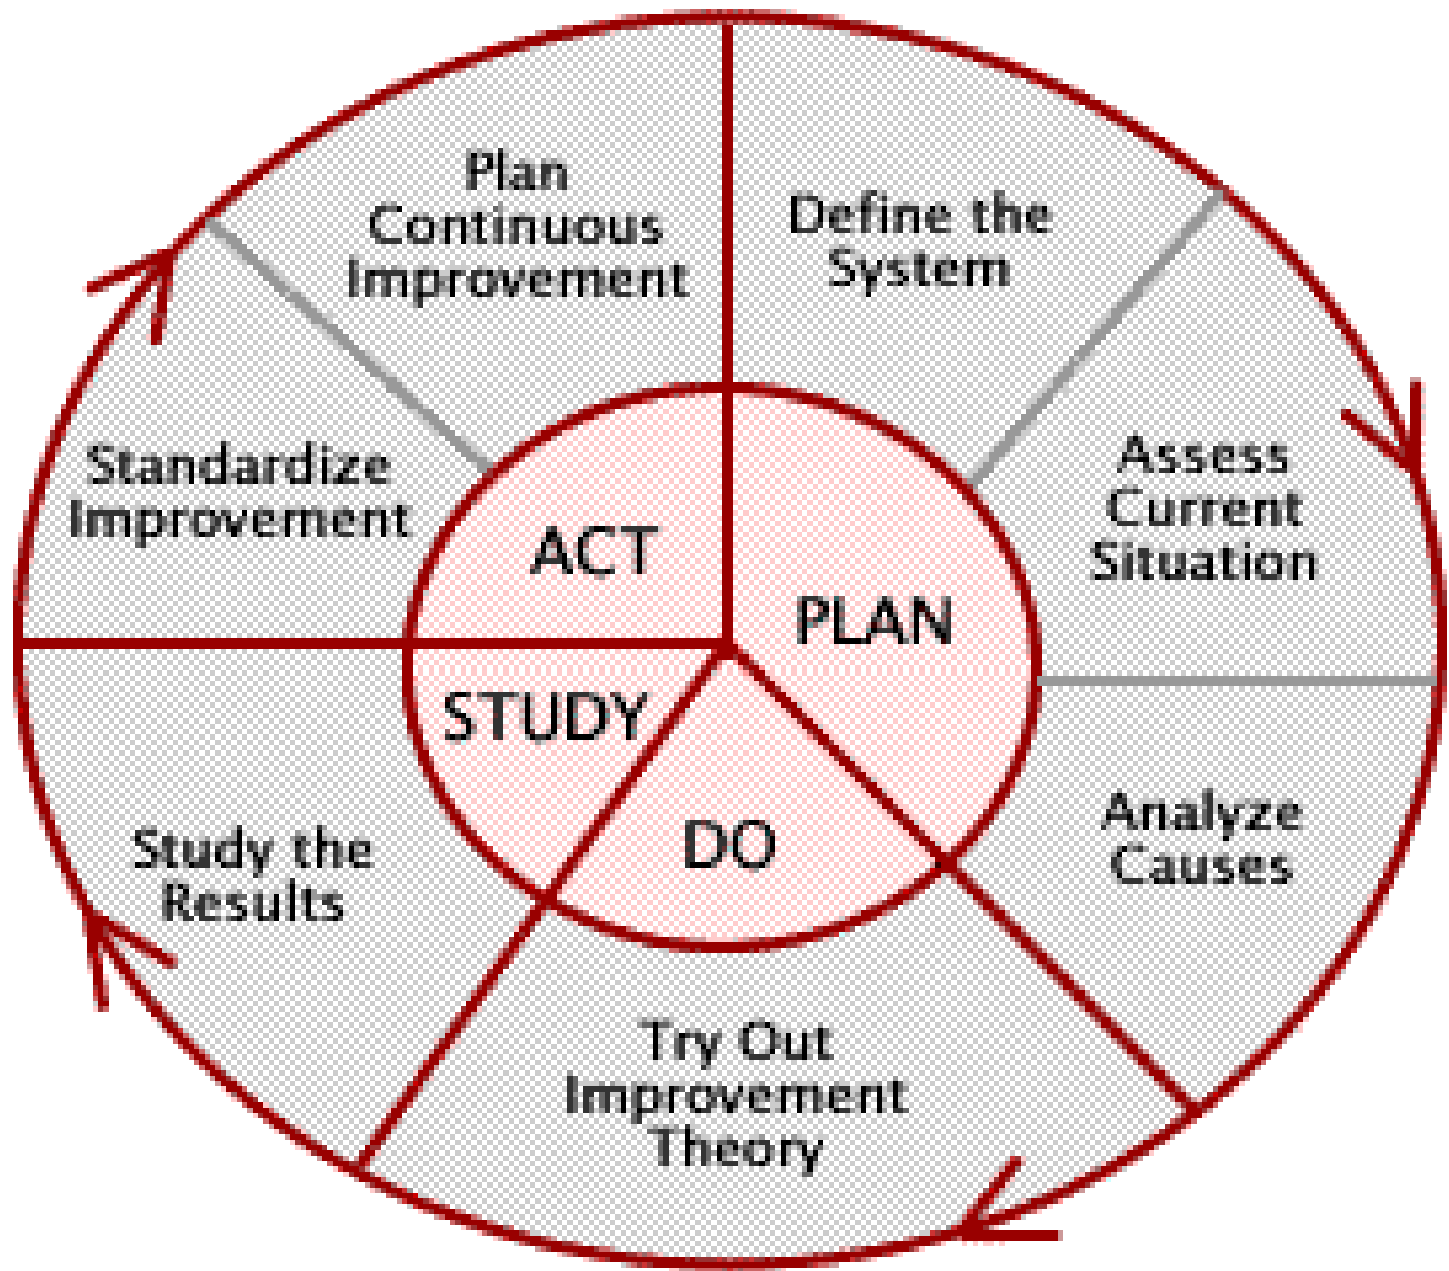 Plan
Continuous
Improvement
Define the
System
Assess
Current
Situation
Analyze
Causes
Try Out
Improvement
Theory
Study the
Results
Standardize
Improvement
ACT
PLAN
STUDY
DO